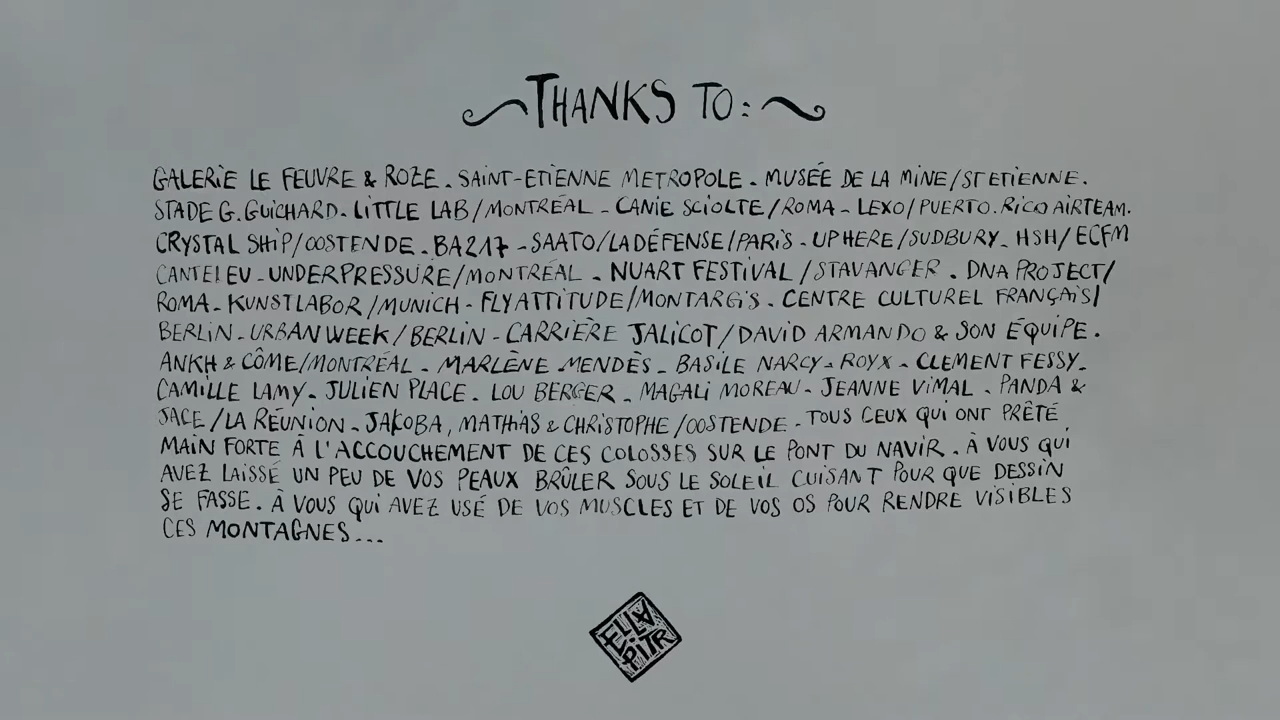 THANKS TO:
GALERIE LE FEUVRE & ROZE. SAINT-ETIENNE METROPOLE. MUSÉE DE LA MINE/ST ETIENNE.
STADE G. GUICHARD. LITTLE LAB/MONTRÉAL - CANIE SCIOLTE/ROMA - LEXO/PUERTO.RICO AIRTEAM.
CRYSTAL SHIP/OOSTENDE. BA217 - SAATO/LA DÉFENSE/PARIS. UP HERE/SUDBURY. HSH/ECFM
CANTELEU - UNDERPRESSURE/MONTRÉAL. NUART FESTIVAL/STAVANGER. DNA PROJECT/
ROMA. KUNSTLABOR/MUNICH - FLYATTITUDE/MONTARGIS. CENTRE CULTUREL FRANÇAIS/
BERLIN. URBAN WEEK/BERLIN - CARRIÈRE JALICOT/DAVID ARMANDO & SON ÉQUIPE.
ANKH & CÔME/MONTRÉAL. MARLÈNE MENDÈS. BASILE NARCY. ROYX. CLEMENT FESSY.
CAMILLE LAMY. JULIEN PLACE. LOU BERGER. MAGALI MOREAU. JEANNE VIMAL. PANDA &
JACE/LA RÉUNION. JAKOBA, MATHIAS & CHRISTOPHE/OOSTENDE - TOUS CEUX QUI ONT PRÊTÉ
MAIN FORTE À L'ACCOUCHEMENT DE CES COLOSSES SUR LE PONT DU NAVIR. À VOUS QUI
AVEZ LAISSÉ UN PEU DE VOS PEAUX BRÛLER SOUS LE SOLEIL CUISANT POUR QUE DESSIN
SE FASSE. À VOUS QUI AVEZ USÉ DE VOS MUSCLES ET DE VOS OS POUR RENDRE VISIBLES
CES MONTAGNES...
ELLA
PITR